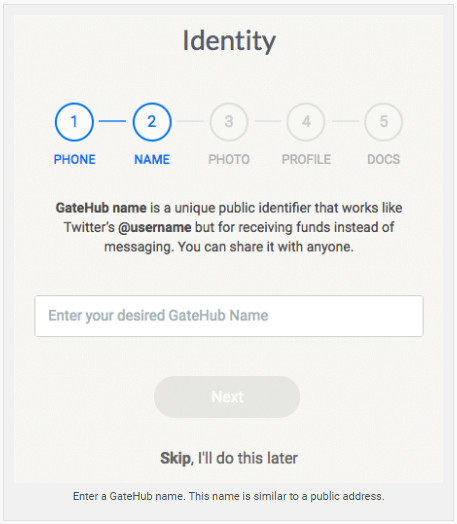 Identity
1 2 3 4 5
PHONE NAME PHOTO PROFILE DOCS
GateHub name is a unique public identifier that works like
Twitter's @username but for receiving funds instead of
messaging. You can share it with anyone.
Enter your desired GateHub Name
Next
Skip, I'll do this later
Enter a GateHub name. This name is similar to a public address.